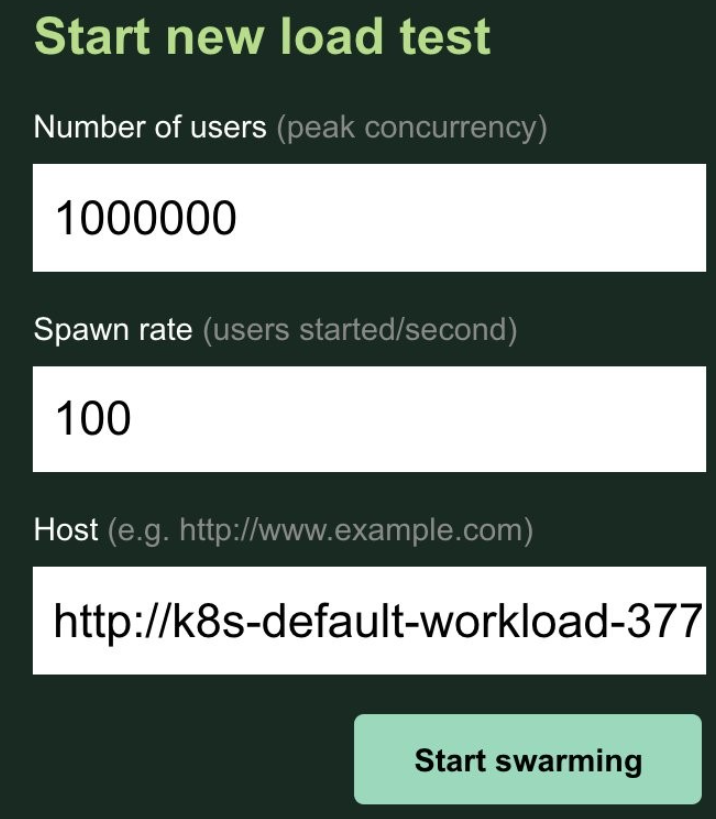 Start new load test
Number of users (peak concurrency)
1000000
Spawn rate (users started/second)
100
Host (e.g. http://www.example.com)
http://k8s-default-workload-377
Start swarming